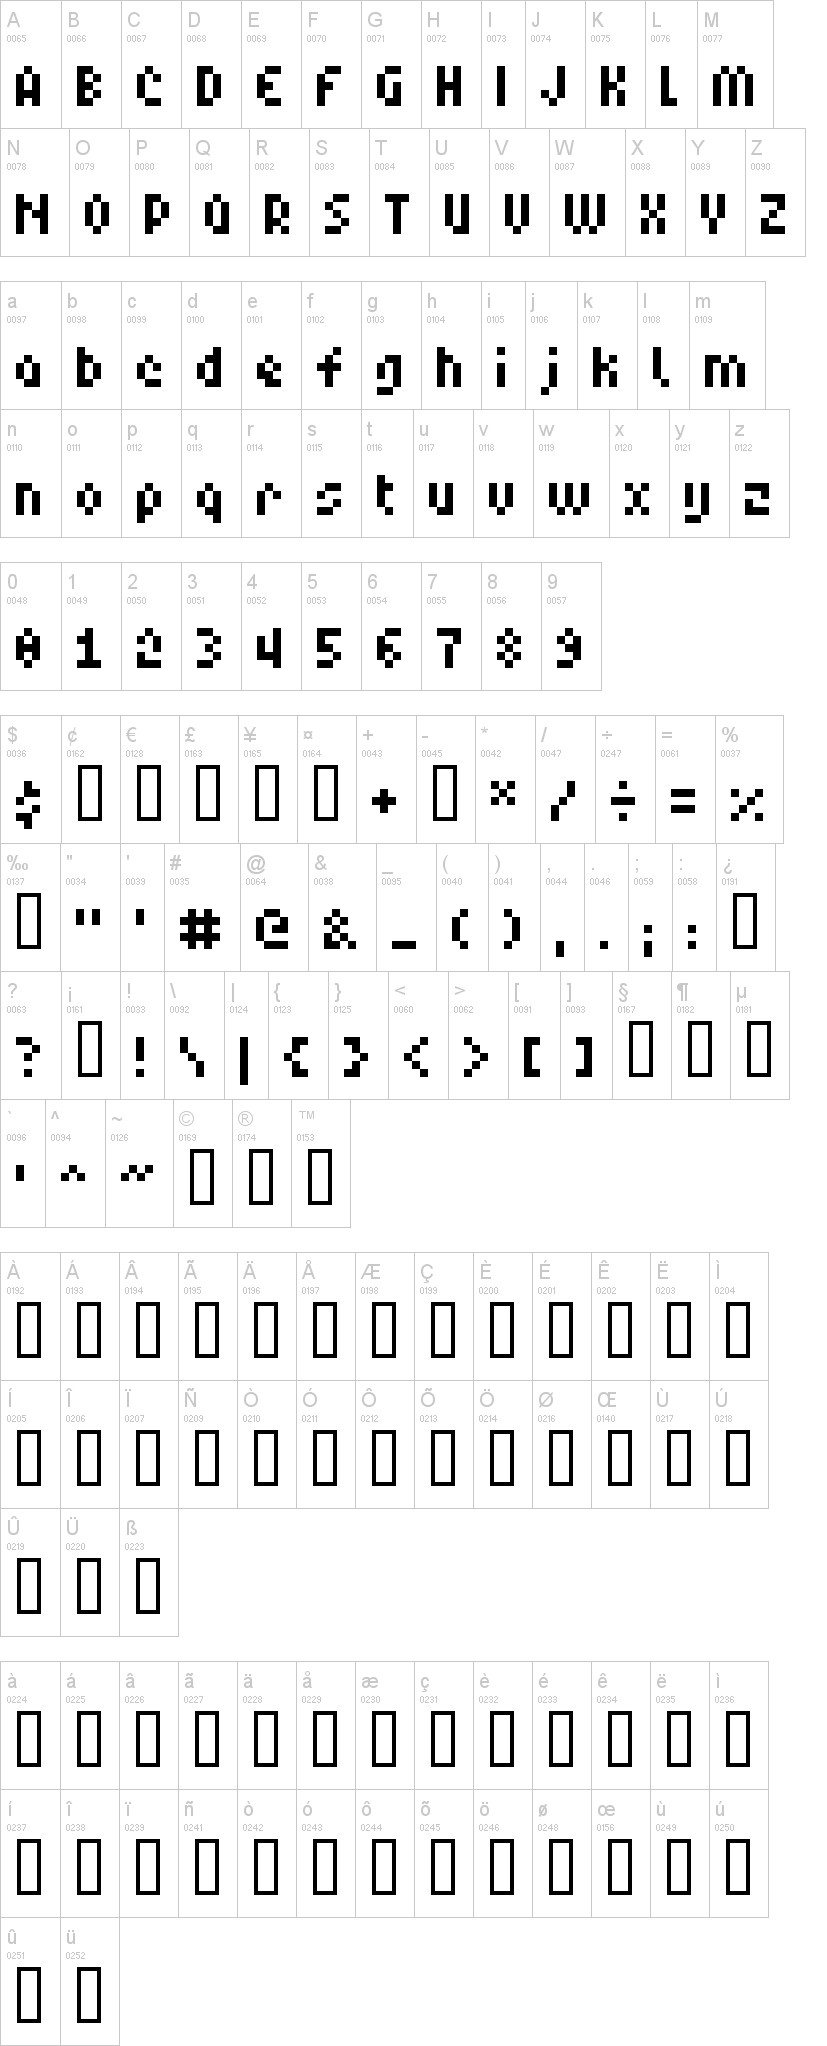 A B C D E F G H I J K L M
0065 0066 0067 0068 0069 0070 0071 0072 0073 0074 0075 0076 0077
A B C D E F G H I J K L M
N O P Q R S T U V W X Y Z
0078 0079 0080 0081 0082 0083 0084 0085 0086 0087 0088 0089 0090
N O P Q R S T U V W X Y Z
a b c d e f g h i j k l m
0097 0098 0099 0100 0101 0102 0103 0104 0105 0106 0107 0108 0109
a b c d e f g h i j k l m
n o p q r s t u v w x y z
0110 0111 0112 0113 0114 0115 0116 0117 0118 0119 0120 0121 0122
n o p q r s t u v w x y z
0 1 2 3 4 5 6 7 8 9
0048 0049 0050 0051 0052 0053 0054 0055 0056 0057
0 1 2 3 4 5 6 7 8 9
$ ¢ € £ ¥ ¤ + - * / ÷ = %
0036 0162 0128 0163 0165 0164 0043 0045 0042 0047 0247 0061 0037
$ + * / ÷ = %
‰ " ' # @ & _ ( ) , . ; : ¿
0137 0034 0039 0035 0064 0038 0095 0040 0041 0044 0046 0059 0058 0191
" ' # @ & _ ( ) , . ; :
? ¡ ! \ | { } < > [ ] § ¶ µ
0063 0161 0033 0092 0124 0123 0125 0060 0062 0091 0093 0167 0182 0181
? ! \ | { } < > [ ]
` ^ ~ © ® ™
0096 0094 0126 0169 0174 0153
` ^ ~
À Á Â Ã Ä Å Æ Ç È É Ê Ë Ì
0192 0193 0194 0195 0196 0197 0198 0199 0200 0201 0202 0203 0204
Í Î Ï Ñ Ò Ó Ô Õ Ö Ø Œ Ù Ú
0205 0206 0207 0209 0210 0211 0212 0213 0214 0216 0140 0217 0218
Û Ü ß
0219 0220 0223
à á â ã ä å æ ç è é ê ë ì
0224 0225 0226 0227 0228 0229 0230 0231 0232 0233 0234 0235 0236
í î ï ñ ò ó ô õ ö ø œ ù ú
0237 0238 0239 0241 0242 0243 0244 0245 0246 0248 0156 0249 0250
û ü
0251 0252